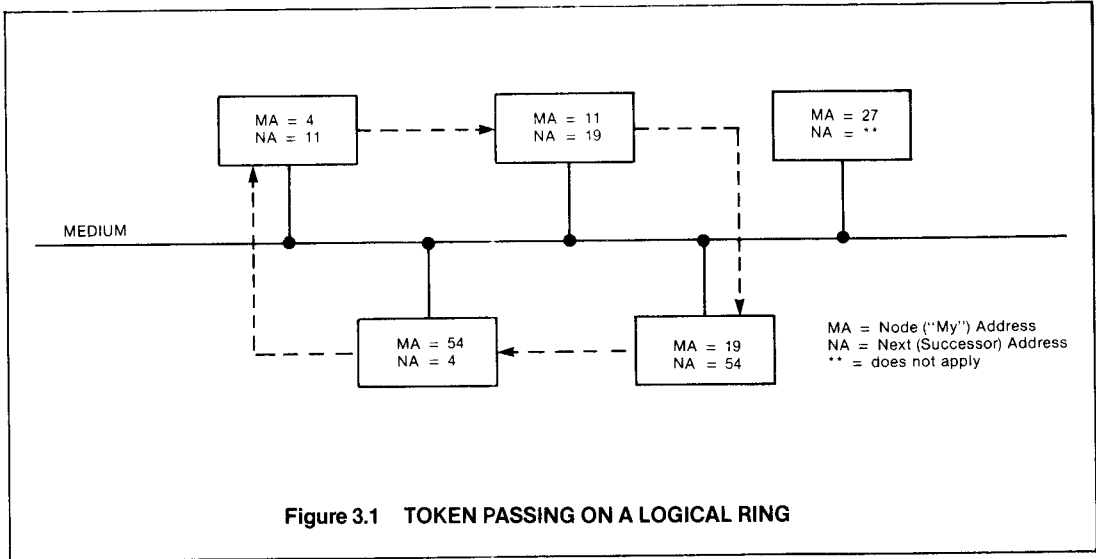 MA = 4
NA = 11
MA = 11
NA = 19
MA = 27
NA = **
MEDIUM
MA = 54
NA = 4
MA = 19
NA = 54
MA = Node ("My") Address
NA = Next (Successor) Address
** = does not apply
Figure 3.1 TOKEN PASSING ON A LOGICAL RING